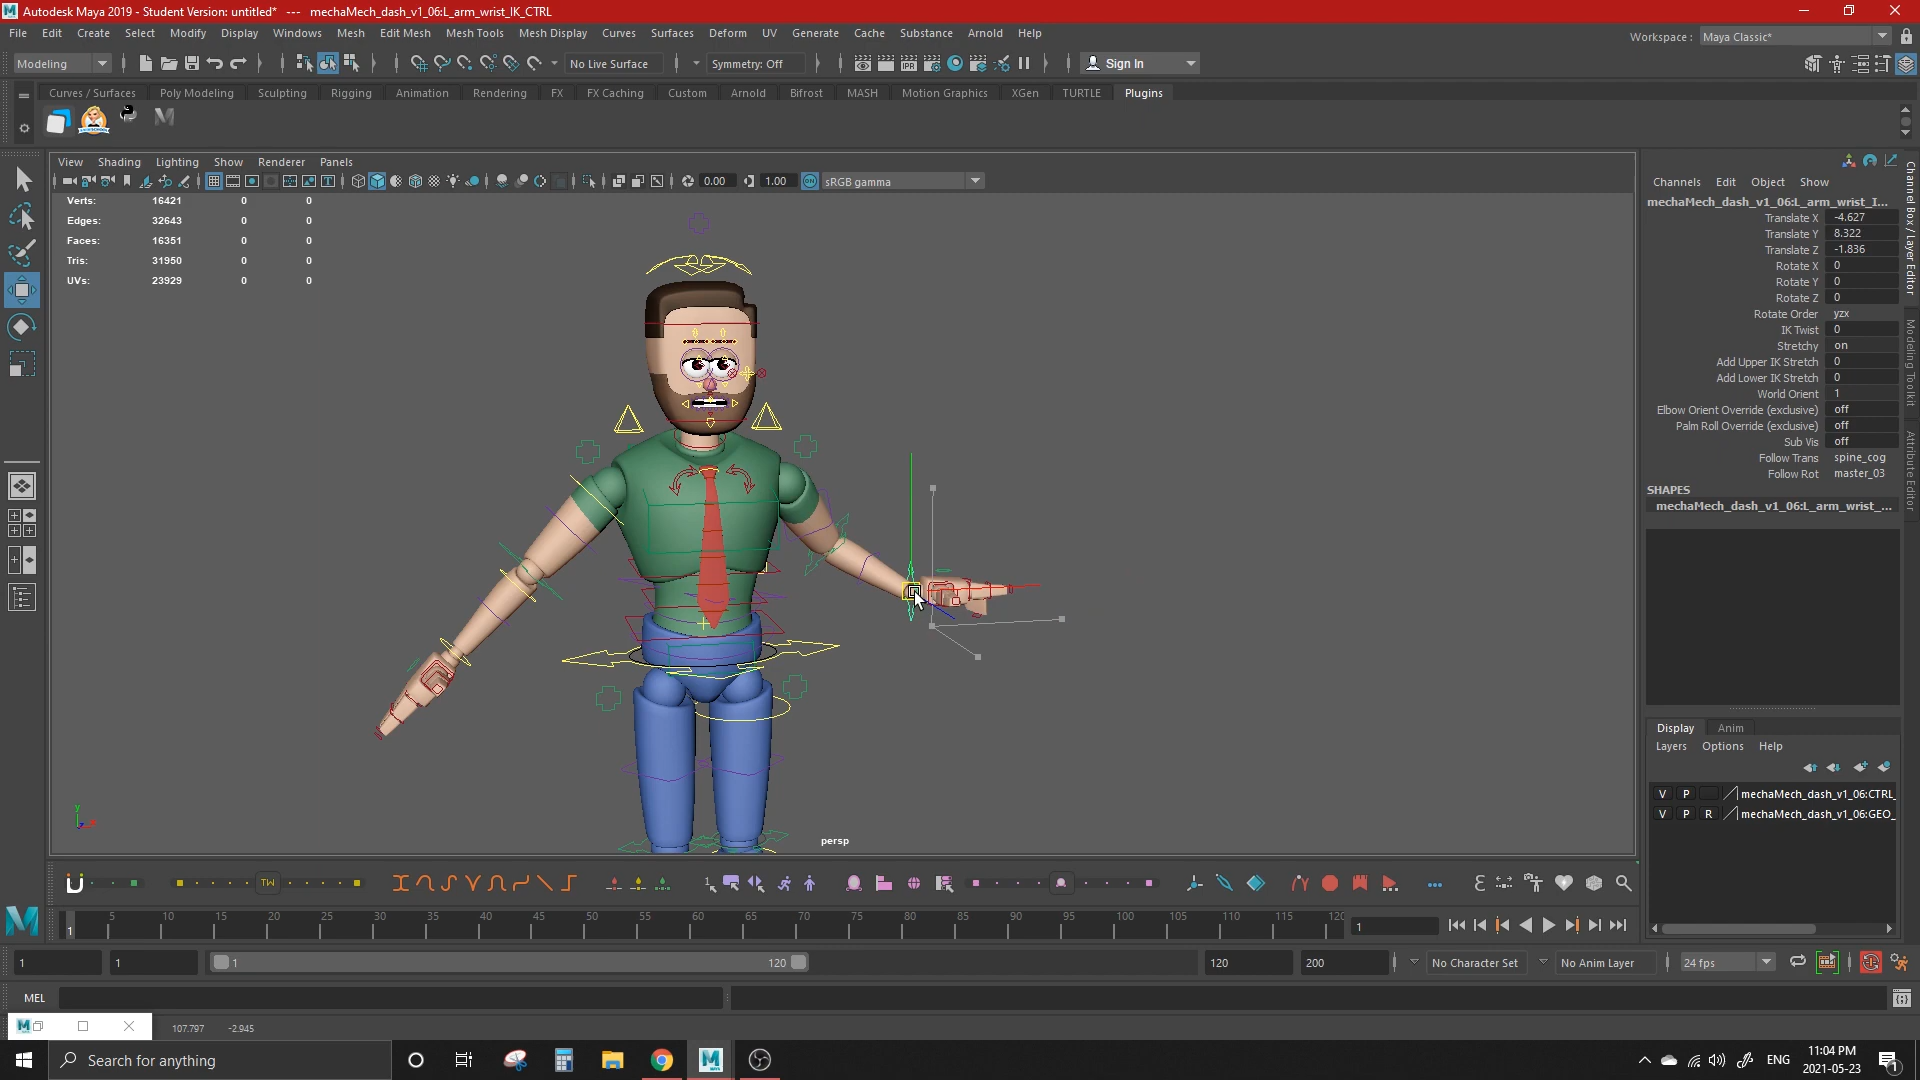 Autodesk Maya 2019 - Student Version: untitled*   ---   mechaMech_dash_v1_06:L_arm_wrist_IK_CTRL
File Edit Create Select Modify Display Windows Mesh Edit Mesh Mesh Tools Mesh Display Curves Surfaces Deform UV Generate Cache Substance Arnold Help
Workspace : Maya Classic*
Modeling No Live Surface Symmetry: Off Sign In
Curves / Surfaces Poly Modeling Sculpting Rigging Animation Rendering FX FX Caching Custom Arnold Bifrost MASH Motion Graphics XGen TURTLE Plugins
View Shading Lighting Show Renderer Panels
0.00 1.00 sRGB gamma
Verts: 16421 0 0
Edges: 32643 0 0
Faces: 16351 0 0
Tris: 31950 0 0
UVs: 23929 0 0
persp
Channels Edit Object Show
mechaMech_dash_v1_06:L_arm_wrist_I...
Translate X -4.627
Translate Y 8.322
Translate Z -1.836
Rotate X 0
Rotate Y 0
Rotate Z 0
Rotate Order yzx
IK Twist 0
Stretchy on
Add Upper IK Stretch 0
Add Lower IK Stretch 0
World Orient 1
Elbow Orient Override (exclusive) off
Palm Roll Override (exclusive) off
Sub Vis off
Follow Trans spine_cog
Follow Rot master_03
SHAPES
mechaMech_dash_v1_06:L_arm_wrist_...
Channel Box / Layer Editor
Modeling Toolkit
Attribute Editor
Display Anim
Layers Options Help
V P mechaMech_dash_v1_06:CTRL_
V P R mechaMech_dash_v1_06:GEO_
TW
1 5 10 15 20 25 30 35 40 45 50 55 60 65 70 75 80 85 90 95 100 105 110 115 120
1
1 1 1 120 120 200 No Character Set No Anim Layer 24 fps
MEL
107.797 -2.945
Search for anything
ENG
11:04 PM
2021-05-23
1